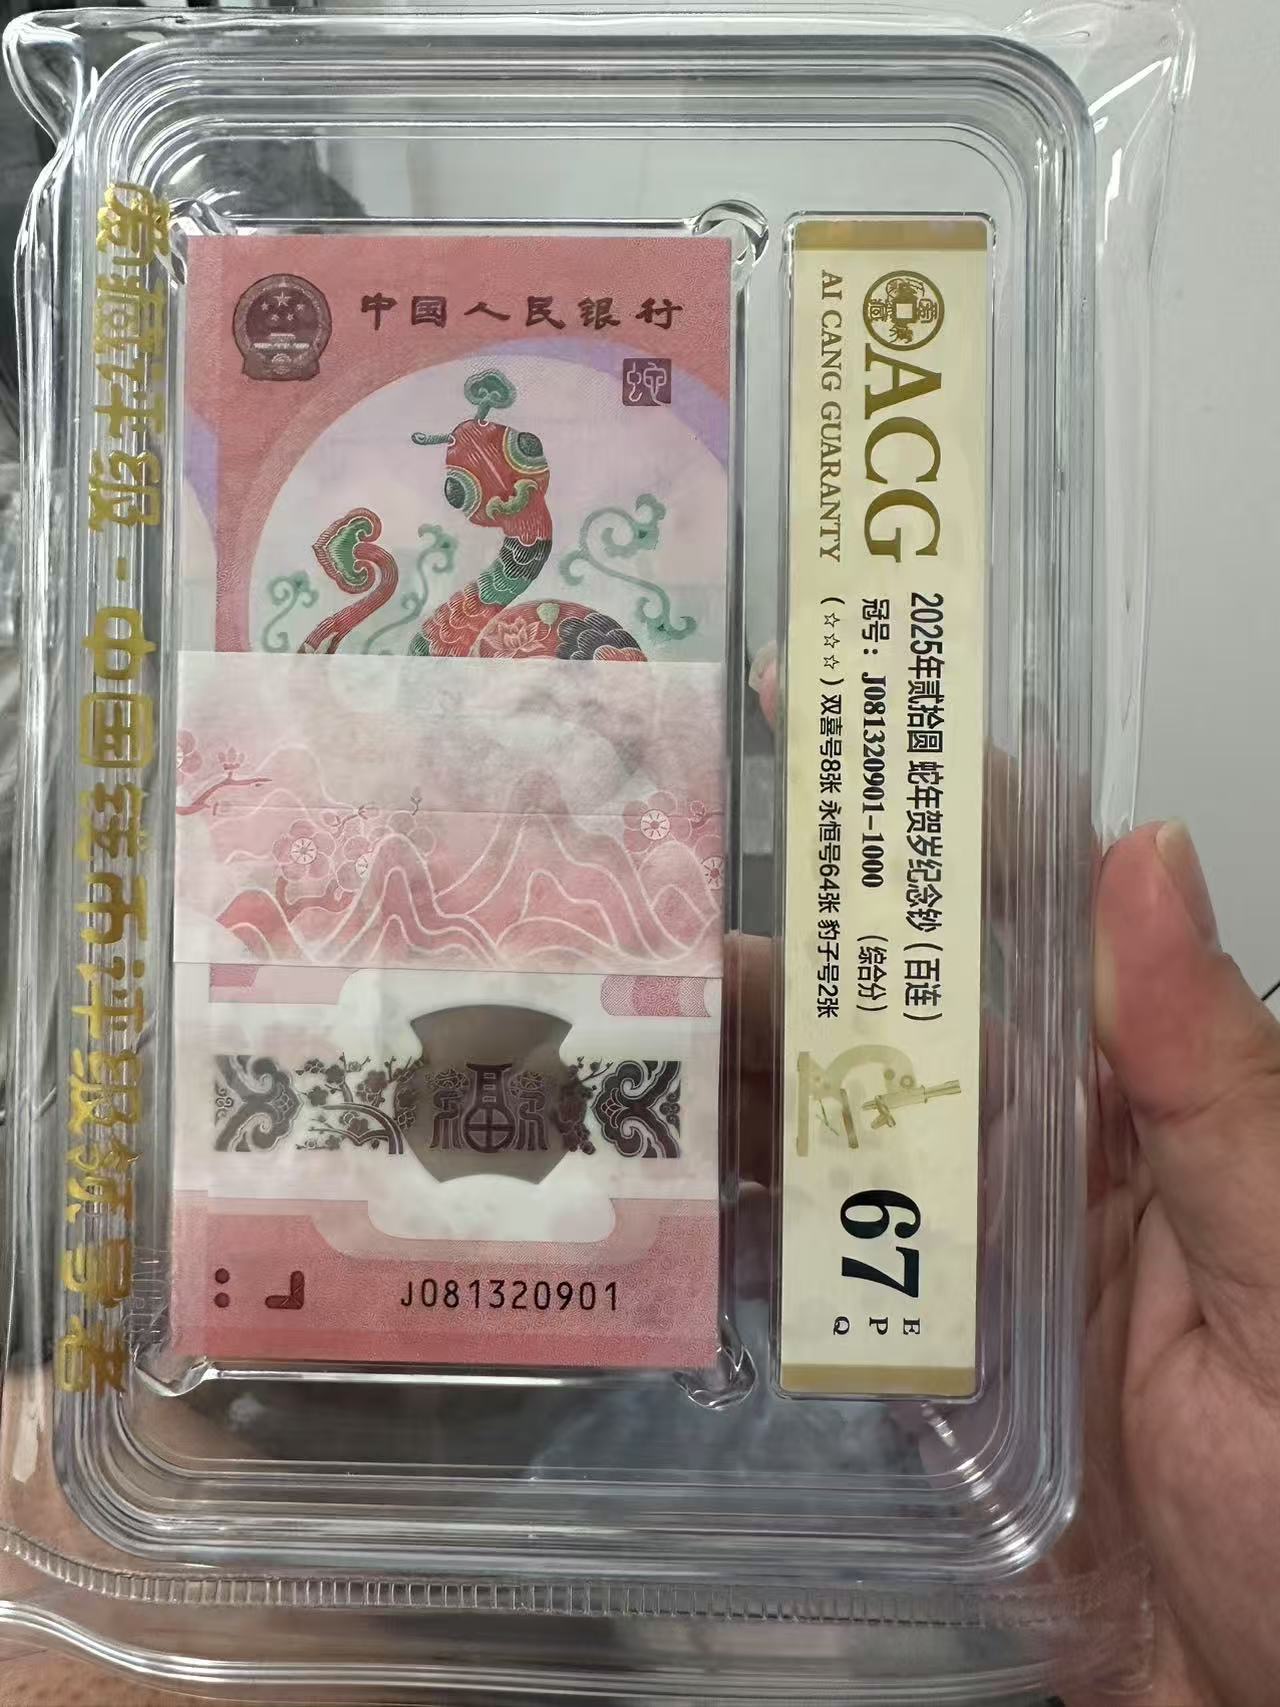 爱藏评级-中国钱币评级领导者
中国人民银行
蛇
福
J081320901
ACG
AI CANG GUARANTY
2025年贰拾圆 蛇年贺岁纪念钞（百连）
冠号：J081320901-1000 （综合分）
（☆☆☆）双喜号8张 永恒号64张 豹子号2张
67
E
P
Q